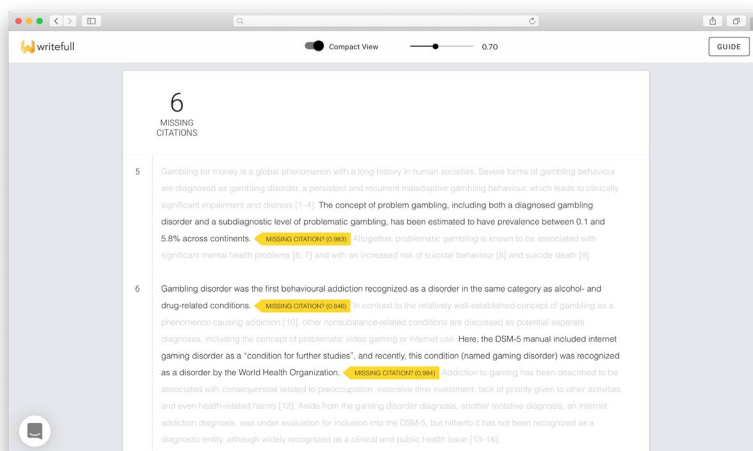 writefull
Compact View
0.70
GUIDE
6
MISSING
CITATIONS
5
Gambling for money is a global phenomenon with a long history in human societies. Severe forms of gambling behaviour
are diagnosed as gambling disorder, a persistent and recurrent maladaptive gambling behaviour, which leads to clinically
significant impairment and distress [1–4]. The concept of problem gambling, including both a diagnosed gambling
disorder and a subdiagnostic level of problematic gambling, has been estimated to have prevalence between 0.1 and
5.8% across continents. MISSING CITATION? (0.983) Altogether, problematic gambling is known to be associated with
significant mental health problems [6, 7] and with an increased risk of suicidal behaviour [8] and suicide death [9].
6
Gambling disorder was the first behavioural addiction recognized as a disorder in the same category as alcohol- and
drug-related conditions. MISSING CITATION? (0.846) In contrast to the relatively well-established concept of gambling as a
phenomenon causing addiction [10], other nonsubstance-related conditions are discussed as potential separate
diagnoses, including the concept of problematic video gaming or internet use. Here, the DSM-5 manual included internet
gaming disorder as a “condition for further studies”, and recently, this condition (named gaming disorder) was recognized
as a disorder by the World Health Organization. MISSING CITATION? (0.984) Addiction to gaming has been described to be
associated with consequences related to preoccupation, extensive time investment, lack of priority given to other activities,
and even health-related harms [12]. Aside from the gaming disorder diagnosis, another tentative diagnosis, an internet
addiction diagnosis, was under evaluation for inclusion into the DSM-5, but hitherto it has not been recognized as a
diagnostic entity, although widely recognized as a clinical and public health issue [13–16].